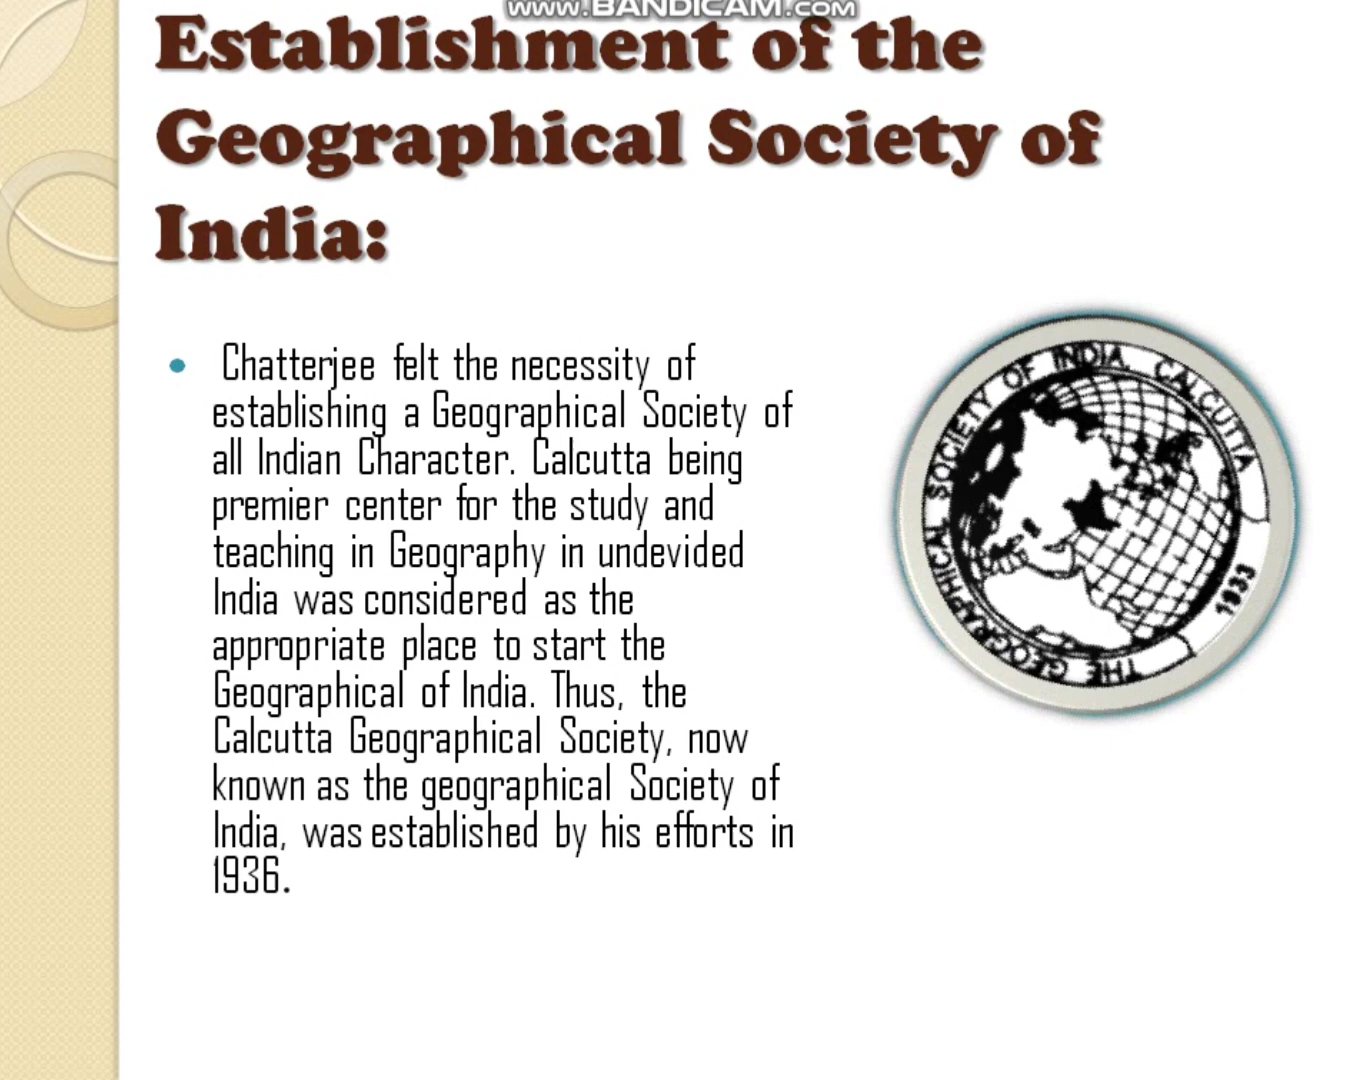 www.BANDICAM.com
Establishment of the
Geographical Society of
India:
Chatterjee felt the necessity of
establishing a Geographical Society of
all Indian Character. Calcutta being
premier center for the study and
teaching in Geography in undevided
India was considered as the
appropriate place to start the
Geographical of India. Thus, the
Calcutta Geographical Society, now
known as the geographical Society of
India, was established by his efforts in
1936.
THE GEOGRAPHICAL SOCIETY OF INDIA CALCUTTA
1933